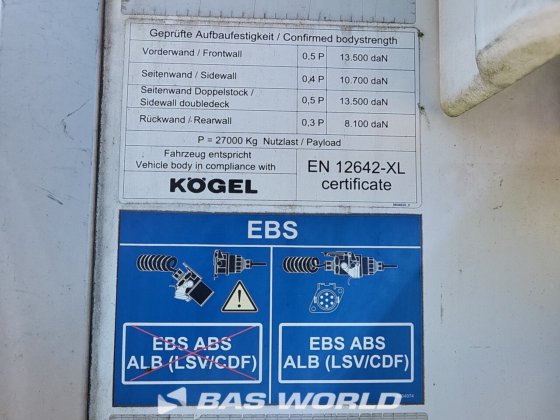 Geprüfte Aufbaufestigkeit / Confirmed bodystrength
Vorderwand / Frontwall 0,5 P 13.500 daN
Seitenwand / Sidewall 0,4 P 10.700 daN
Seitenwand Doppelstock /
Sidewall doubledeck 0,5 P 13.500 daN
Rückwand / Rearwall 0,3 P 8.100 daN
P = 27000 Kg Nutzlast / Payload
Fahrzeug entspricht
Vehicle body in compliance with
KÖGEL
EN 12642-XL
certificate
EBS
EBS ABS
ALB (LSV/CDF)
EBS ABS
ALB (LSV/CDF)
BAS WORLD